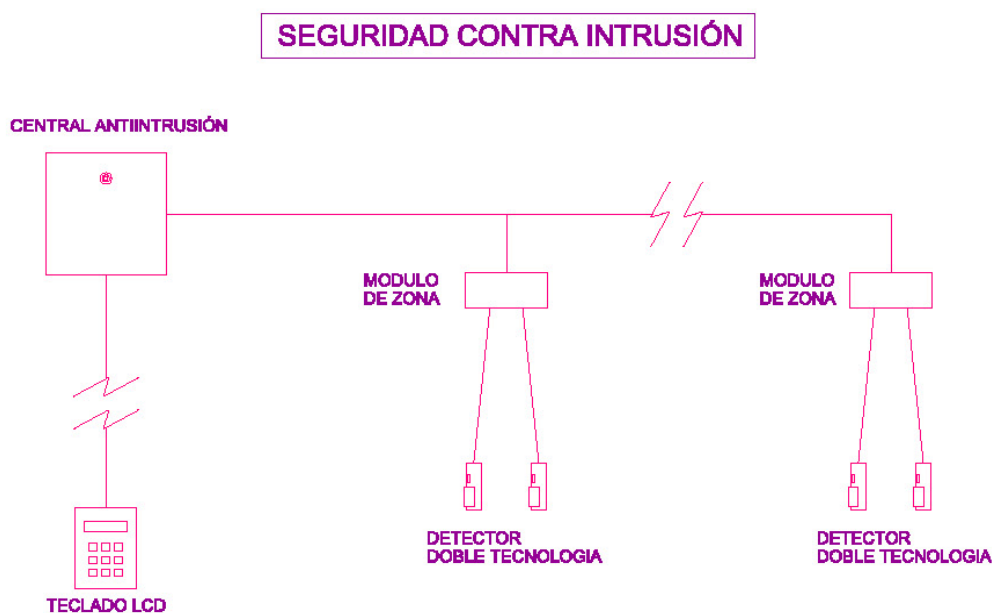 SEGURIDAD CONTRA INTRUSIÓN
CENTRAL ANTIINTRUSIÓN
MODULO
DE ZONA
MODULO
DE ZONA
DETECTOR
DOBLE TECNOLOGIA
DETECTOR
DOBLE TECNOLOGIA
TECLADO LCD